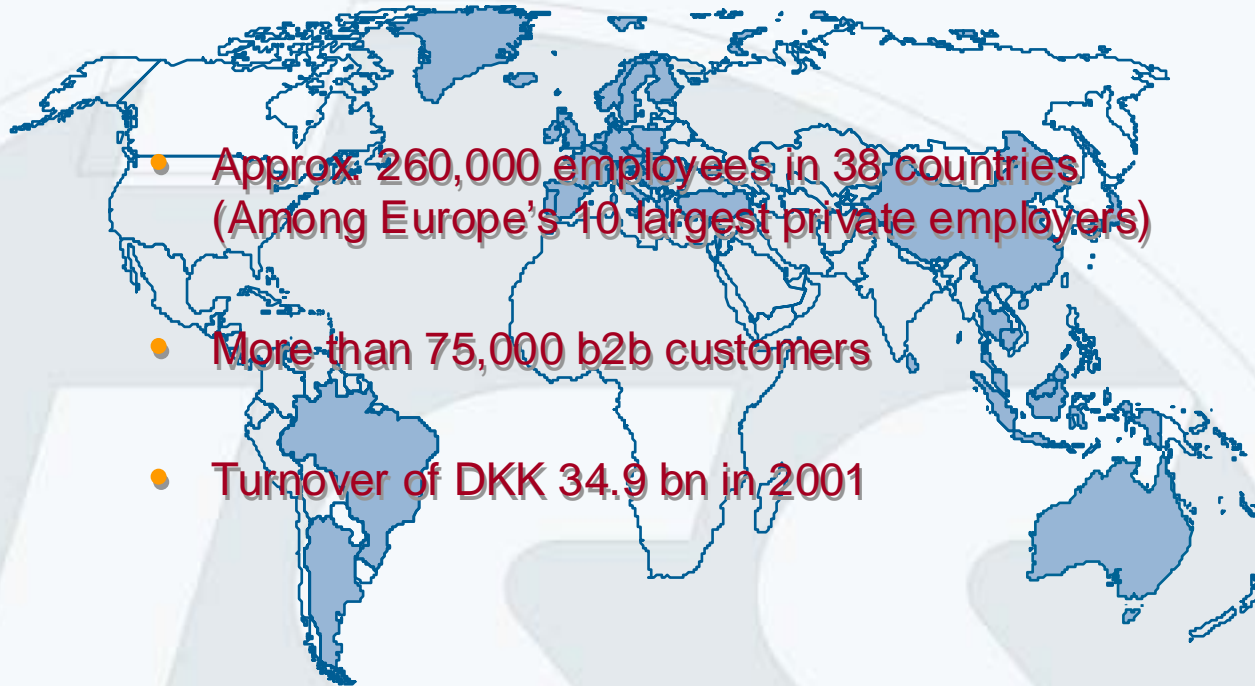 • Approx. 260,000 employees in 38 countries
(Among Europe's 10 largest private employers)
• More than 75,000 b2b customers
• Turnover of DKK 34.9 bn in 2001